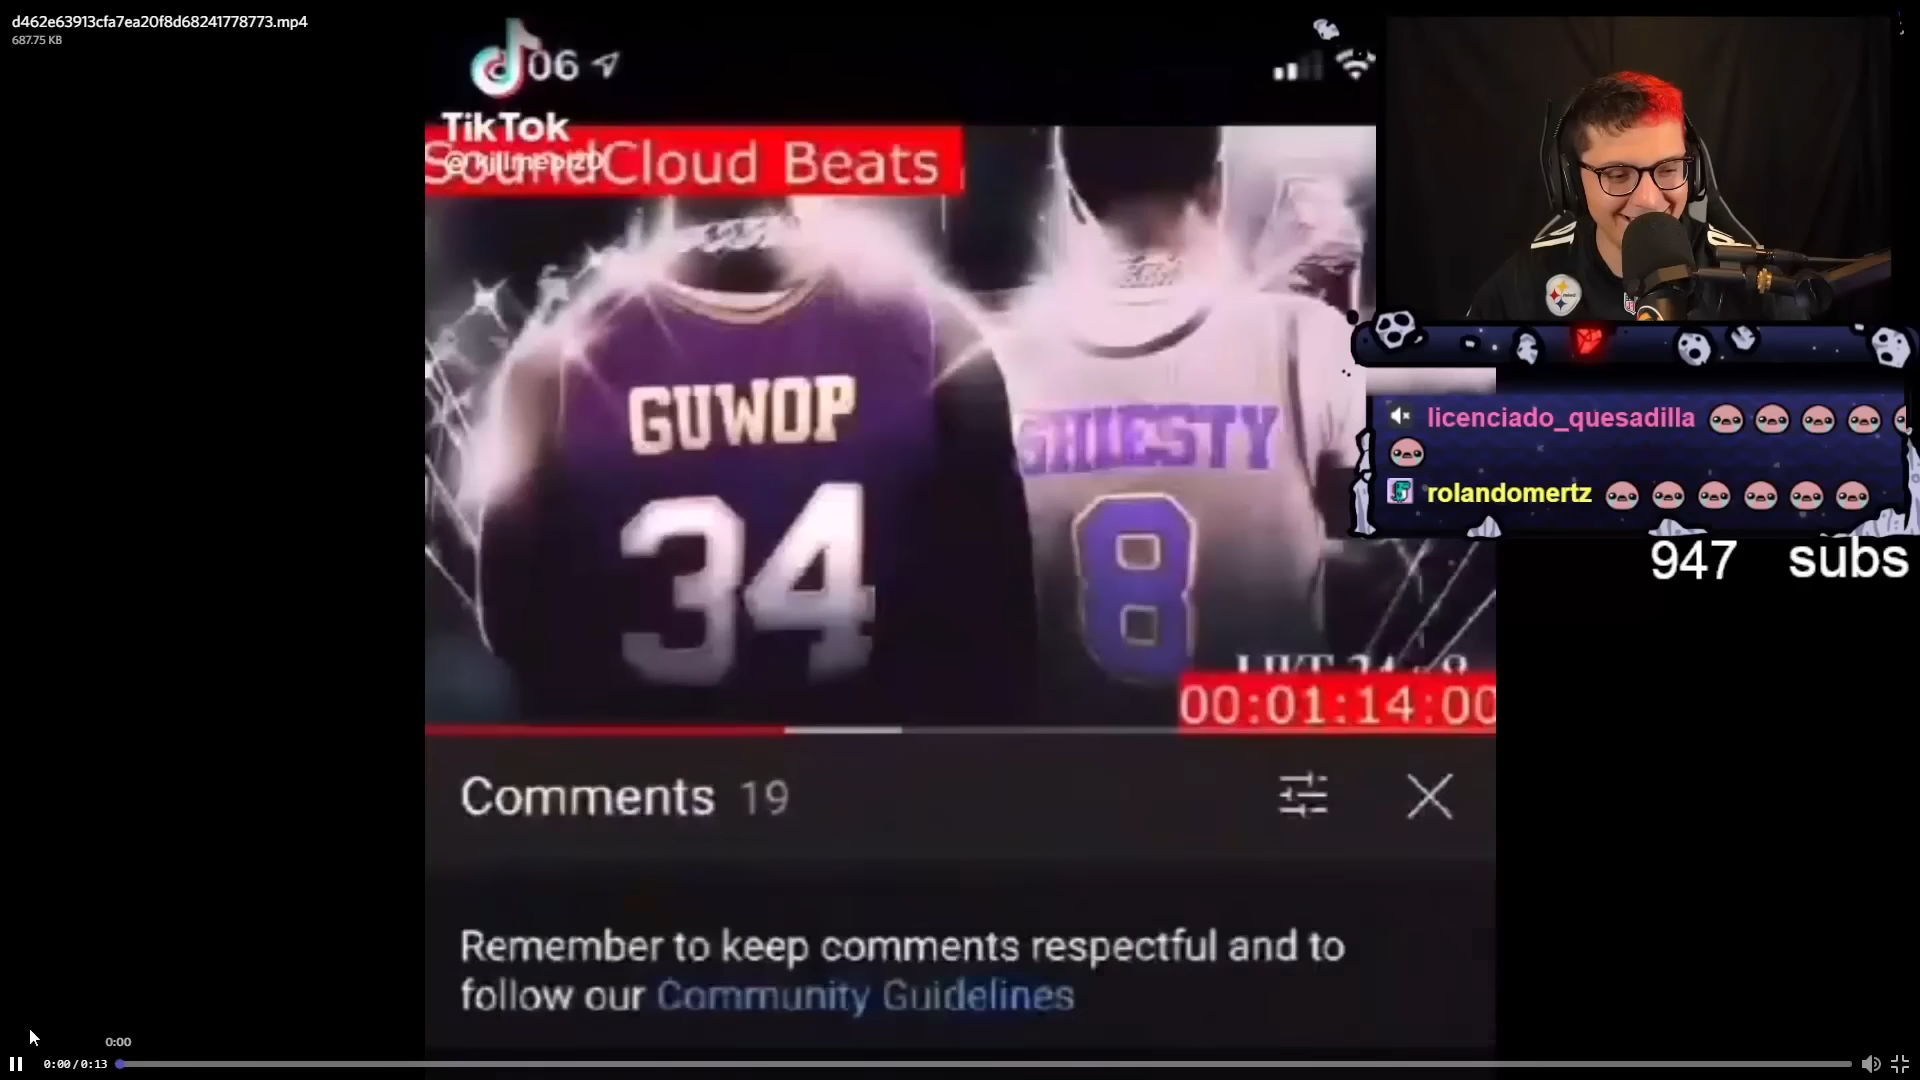 d462e63913cfa7ea20f8d68241778773.mp4
687.75 KB
06
TikTok
SoundCloud Beats
GUWOP
34
SHIESTY
8
00:01:14:00
Comments 19
Remember to keep comments respectful and to
follow our Community Guidelines
licenciado_quesadilla
rolandomertz
947 subs
0:00
0:00 / 0:13